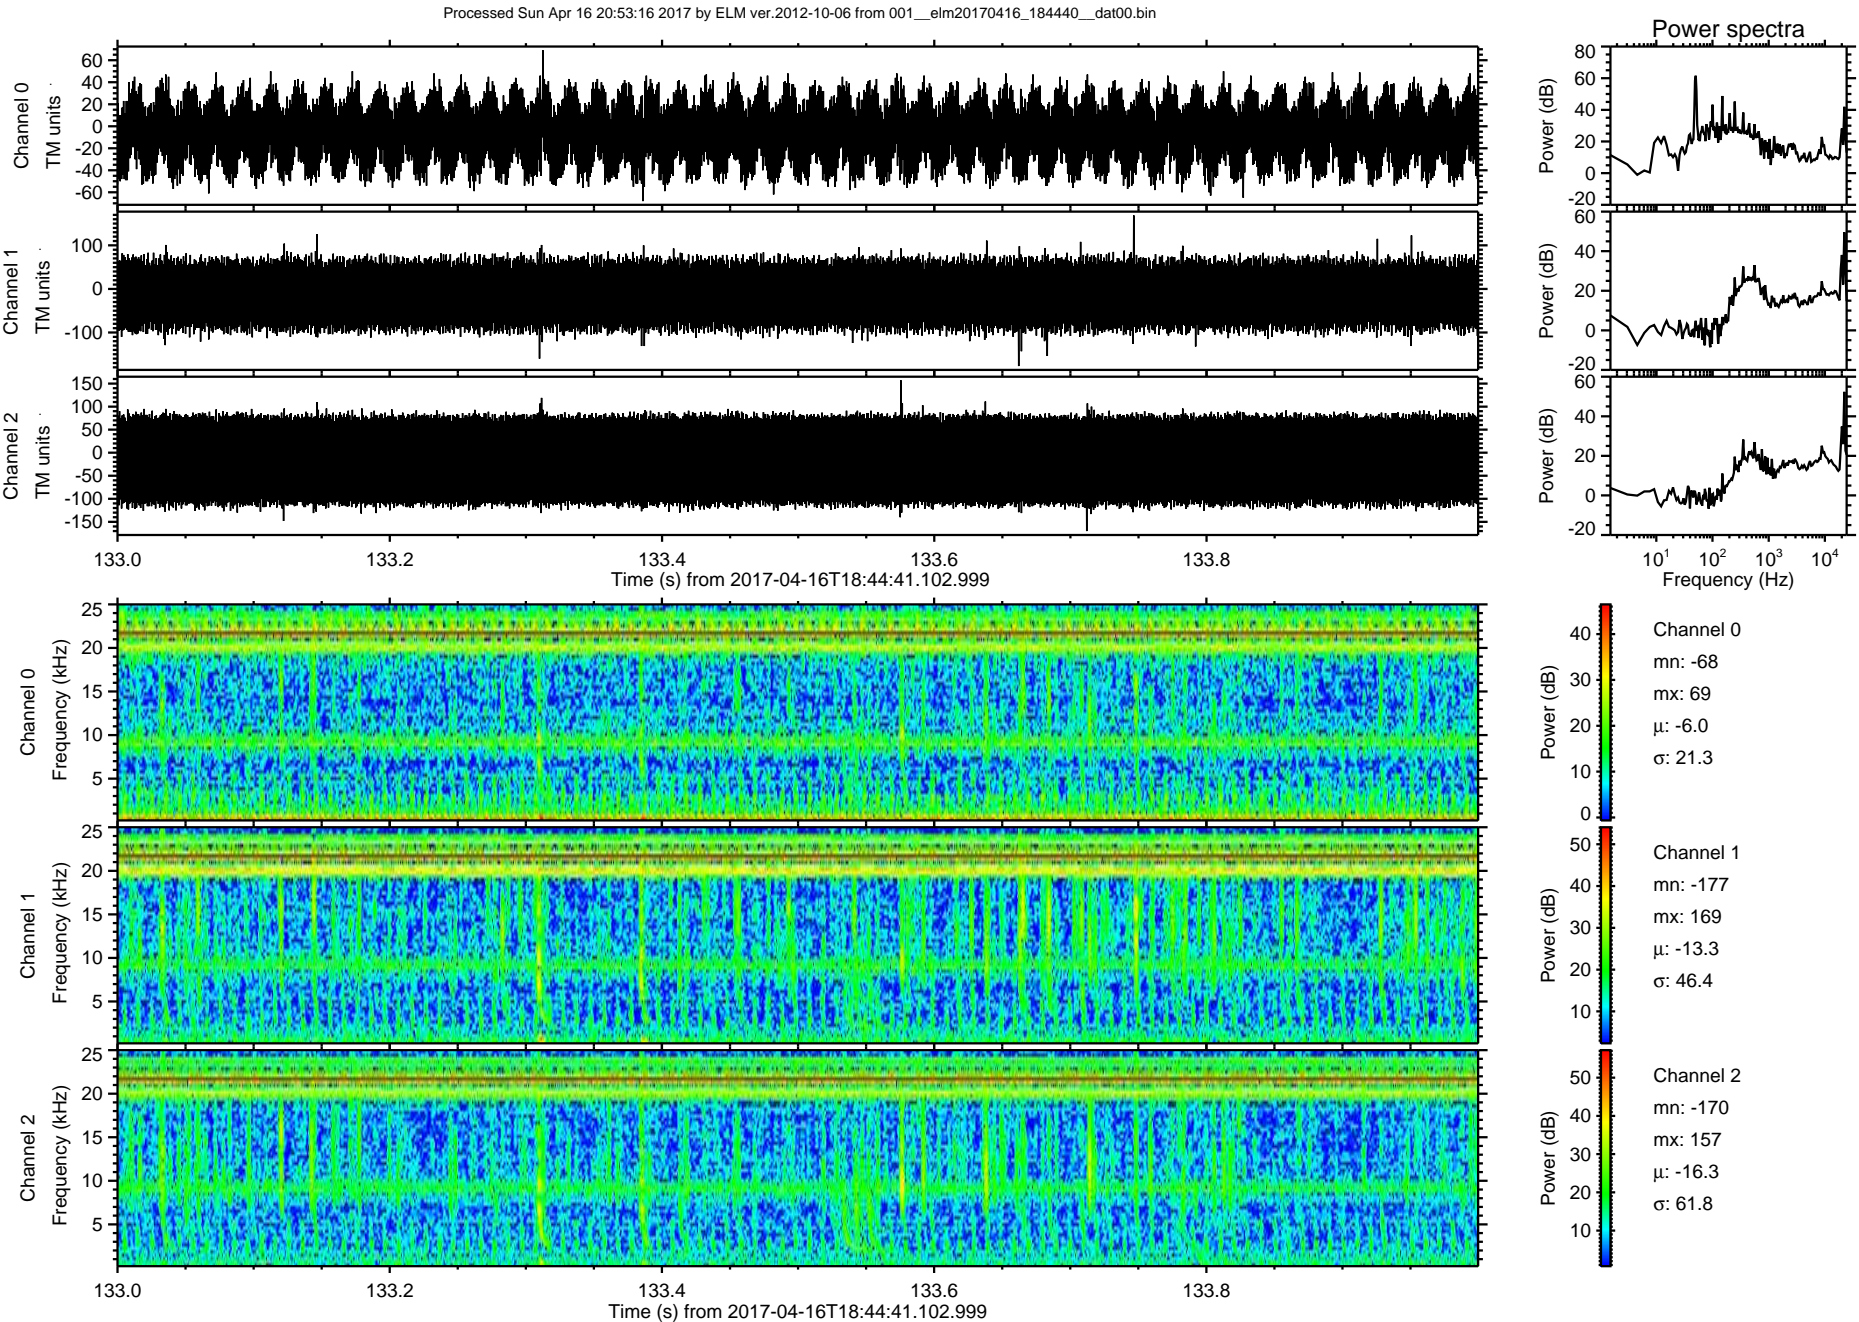 Processed Sun Apr 16 20:53:16 2017 by ELM ver.2012-10-06 from 001__elm20170416_184440__dat00.bin
Power spectra
Channel 0
TM units
60
40
20
0
-20
-40
-60
Power (dB)
80
60
40
20
0
-20
Channel 1
TM units
100
0
-100
Power (dB)
60
40
20
0
-20
Channel 2
TM units
150
100
50
0
-50
-100
-150
Power (dB)
60
40
20
0
-20
133.0 133.2 133.4 133.6 133.8
Time (s) from 2017-04-16T18:44:41.102.999
10^1 10^2 10^3 10^4
Frequency (Hz)
Channel 0
Frequency (kHz)
25
20
15
10
5
Power (dB)
40
30
20
10
0
Channel 0
mn: -68
mx: 69
μ: -6.0
σ: 21.3
Channel 1
Frequency (kHz)
25
20
15
10
5
Power (dB)
50
40
30
20
10
Channel 1
mn: -177
mx: 169
μ: -13.3
σ: 46.4
Channel 2
Frequency (kHz)
25
20
15
10
5
Power (dB)
50
40
30
20
10
Channel 2
mn: -170
mx: 157
μ: -16.3
σ: 61.8
133.0 133.2 133.4 133.6 133.8
Time (s) from 2017-04-16T18:44:41.102.999